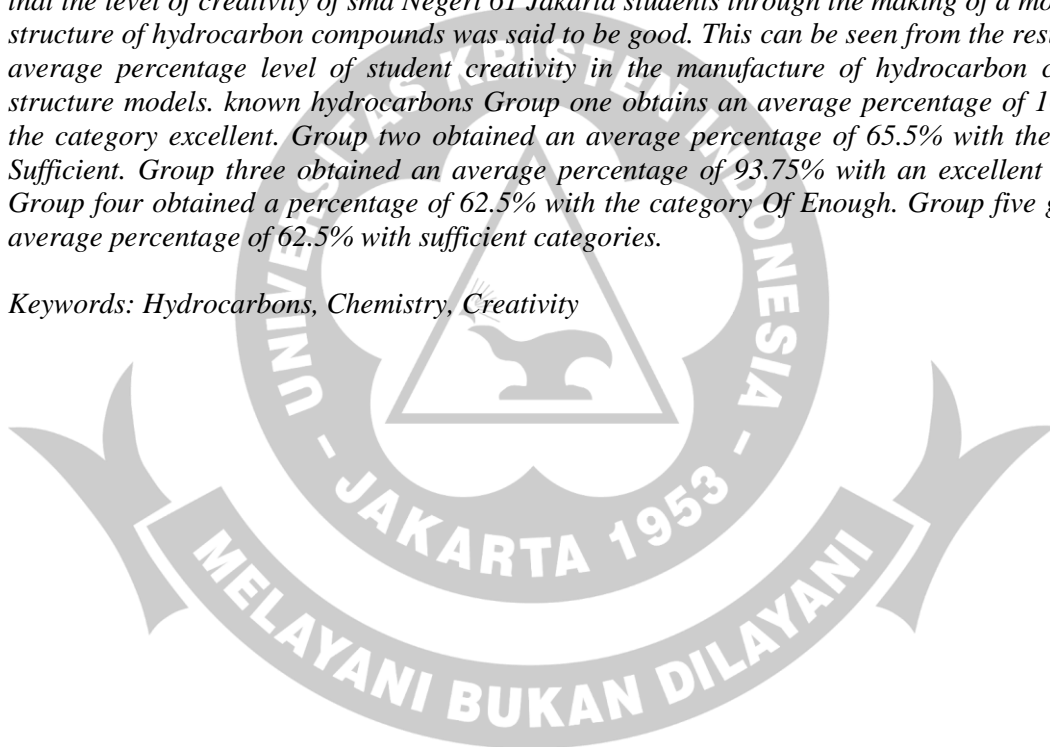 that the level of creativity of sma Negeri 61 Jakarta students through the making of a mo
structure of hydrocarbon compounds was said to be good. This can be seen from the res
average percentage level of student creativity in the manufacture of hydrocarbon c
structure models. known hydrocarbons Group one obtains an average percentage of 1
the category excellent. Group two obtained an average percentage of 65.5% with the
Sufficient. Group three obtained an average percentage of 93.75% with an excellent
Group four obtained a percentage of 62.5% with the category Of Enough. Group five g
average percentage of 62.5% with sufficient categories.
Keywords: Hydrocarbons, Chemistry, Creativity
UNIVERSITAS KRISTEN INDONESIA
- JAKARTA 1953 -
MELAYANI BUKAN DILAYANI